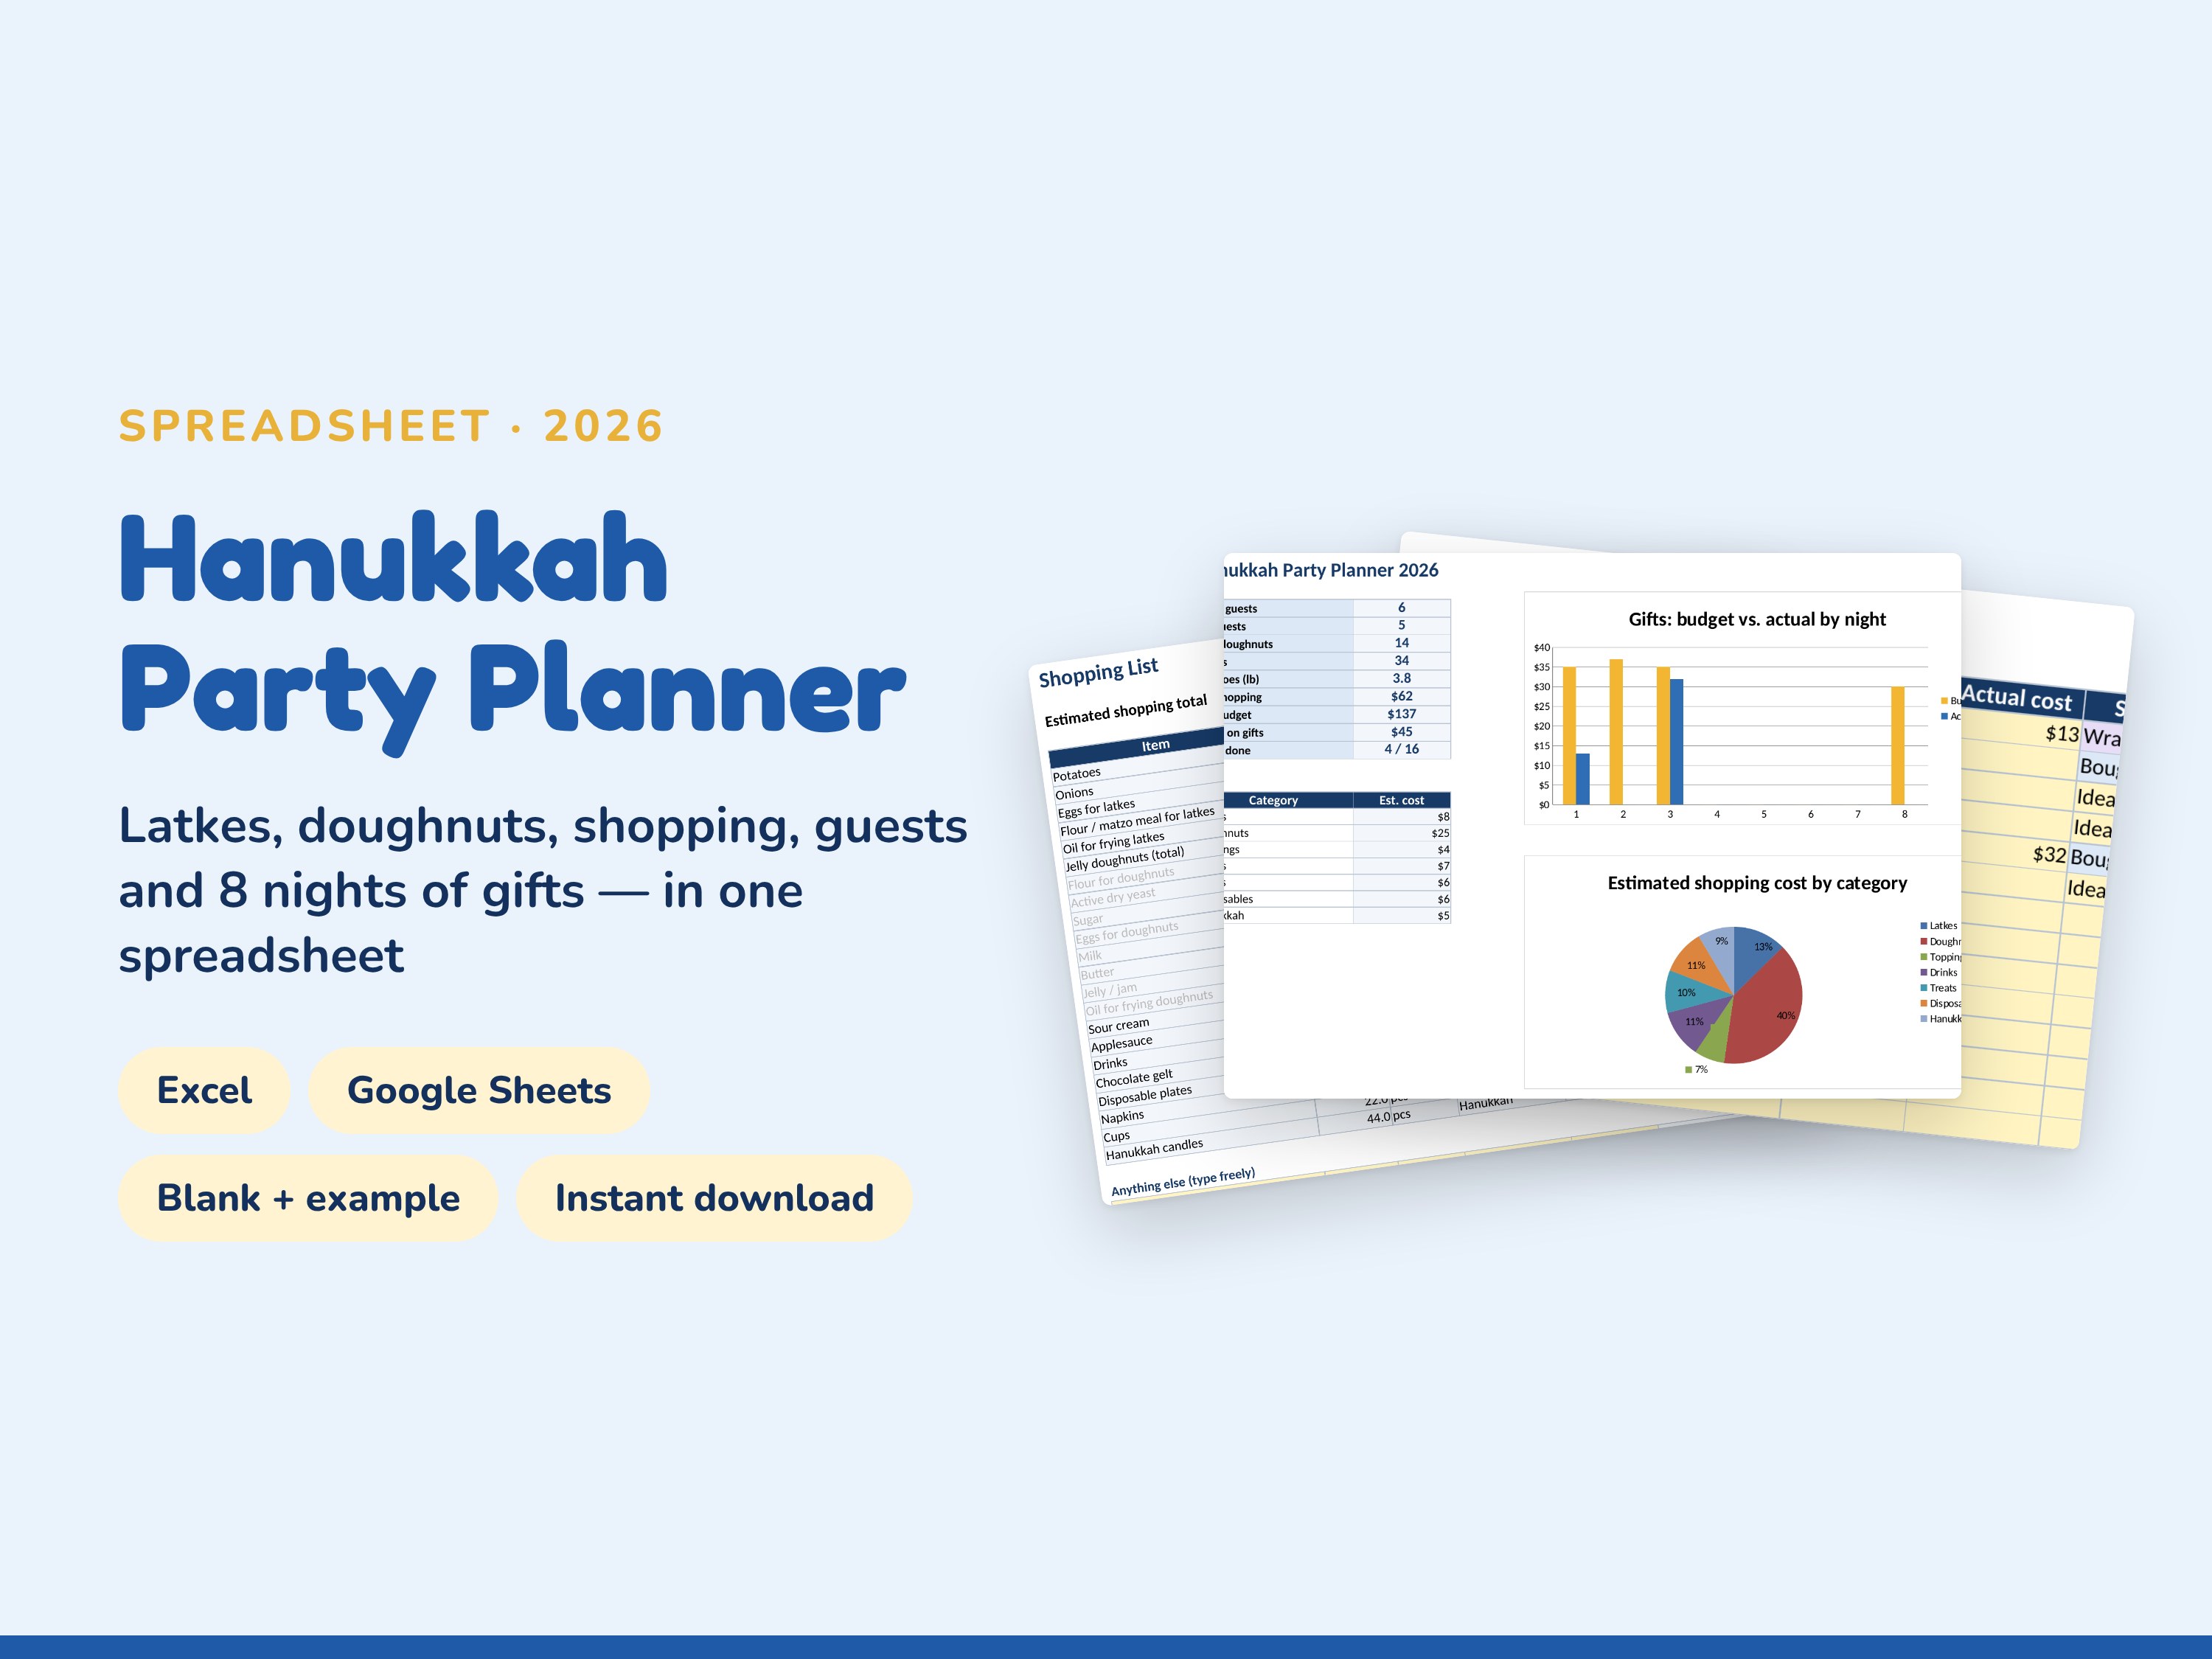 SPREADSHEET · 2026
Hanukkah
Party Planner
Latkes, doughnuts, shopping, guests
and 8 nights of gifts — in one
spreadsheet
Excel
Google Sheets
Blank + example
Instant download
Shopping List
Estimated shopping total
Item
Potatoes
Onions
Eggs for latkes
Flour / matzo meal for latkes
Oil for frying latkes
Jelly doughnuts (total)
Flour for doughnuts
Active dry yeast
Sugar
Eggs for doughnuts
Milk
Butter
Jelly / jam
Oil for frying doughnuts
Sour cream
Applesauce
Drinks
Chocolate gelt
Disposable plates
Napkins
Cups
Hanukkah candles
44.0 pcs
Hanukkah
Anything else (type freely)
Party Planner 2026
guests 6
5
14
34
(lb) 3.8
$62
$137
on gifts $45
done 4 / 16
Category Est. cost
$8
$25
$4
$7
$6
$6
$5
Gifts: budget vs. actual by night
$40
$35
$30
$25
$20
$15
$10
$5
$0
1 2 3 4 5 6 7 8
Estimated shopping cost by category
9%
13%
11%
10%
40%
11%
7%
Latkes
Drinks
Treats
Actual cost
$13
$32